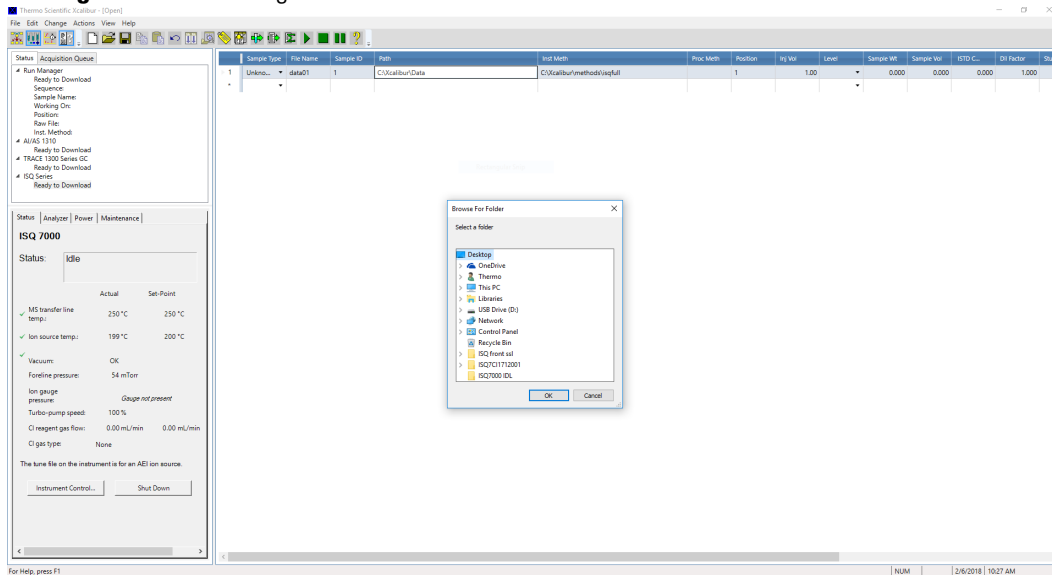 Thermo Scientific Xcalibur - [Open]
File Edit Change Actions View Help
Status Acquisition Queue
Run Manager
Ready to Download
Sequence:
Sample Name:
Working On:
Position:
Raw File:
Inst. Method:
AI/AS 1310
Ready to Download
TRACE 1300 Series GC
Ready to Download
ISQ Series
Ready to Download
Status Analyzer Power Maintenance
ISQ 7000
Status: Idle
Actual Set-Point
MS transfer line temp.: 250 °C 250 °C
Ion source temp.: 199 °C 200 °C
Vacuum: OK
Foreline pressure: 54 mTorr
Ion gauge pressure: Gauge not present
Turbo-pump speed: 100 %
CI reagent gas flow: 0.00 mL/min 0.00 mL/min
CI gas type: None
The tune file on the instrument is for an AEI ion source.
Instrument Control... Shut Down
Sample Type File Name Sample ID Path Inst Meth Proc Meth Position Inj Vol Level Sample Wt Sample Vol ISTD C... Dil Factor
1 Unkno... data01 1 C:\Xcalibur\Data C:\Xcalibur\methods\isqfull 1 1.00 0.000 0.000 0.000 1.000
*
Browse For Folder
Select a folder
Desktop
OneDrive
Thermo
This PC
Libraries
USB Drive (D:)
Network
Control Panel
Recycle Bin
ISQ front ssl
ISQ7CI1712001
ISQ7000 IDL
OK Cancel
For Help, press F1
NUM 2/6/2018 10:27 AM